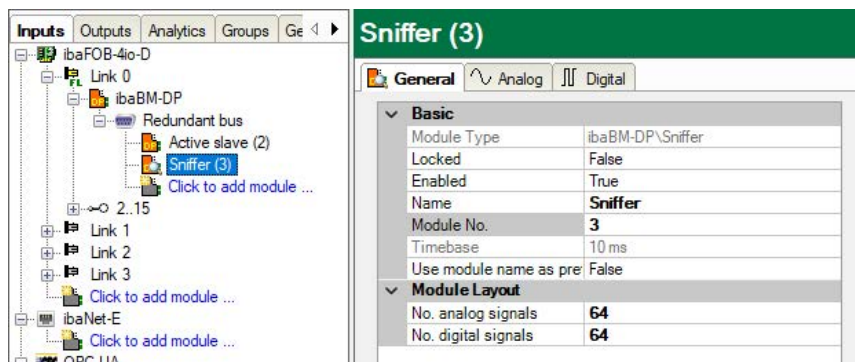 Inputs Outputs Analytics Groups Ge
ibaFOB-4io-D
Link 0
ibaBM-DP
Redundant bus
Active slave (2)
Sniffer (3)
Click to add module ...
2..15
Link 1
Link 2
Link 3
Click to add module ...
ibaNet-E
Click to add module ...
OPC UA
Sniffer (3)
General Analog Digital
Basic
Module Type ibaBM-DP\Sniffer
Locked False
Enabled True
Name Sniffer
Module No. 3
Timebase 10 ms
Use module name as pre False
Module Layout
No. analog signals 64
No. digital signals 64